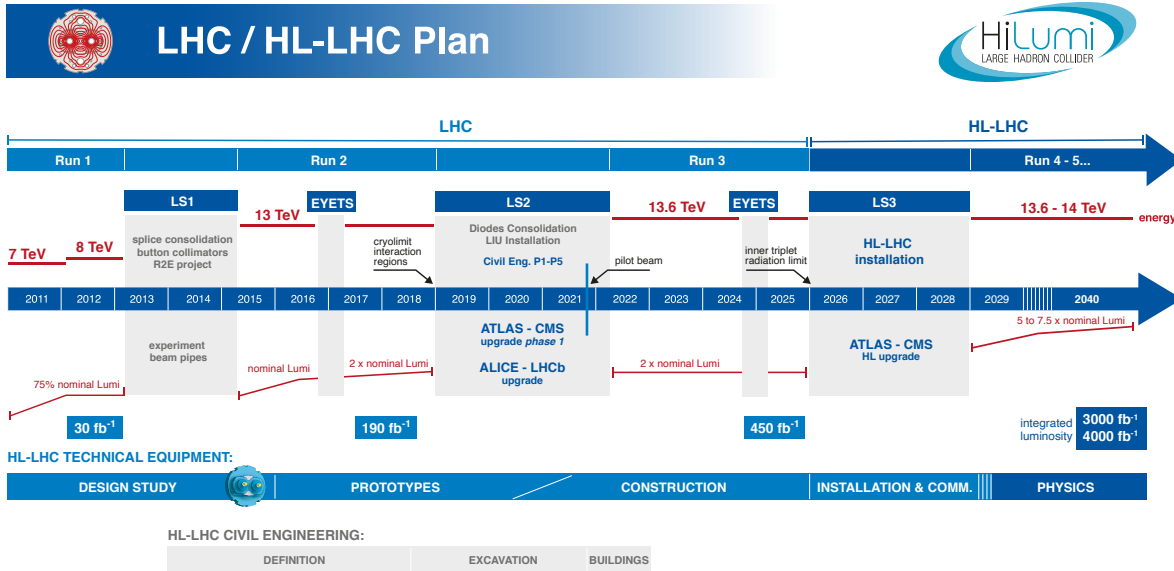 LHC / HL-LHC Plan
HiLumi
LARGE HADRON COLLIDER
LHC
HL-LHC
Run 1
Run 2
Run 3
Run 4 - 5...
LS1
EYETS
LS2
EYETS
LS3
7 TeV
8 TeV
13 TeV
13.6 TeV
13.6 - 14 TeV
energy
splice consolidation
button collimators
R2E project
cryolimit
interaction
regions
Diodes Consolidation
LIU Installation
Civil Eng. P1-P5
pilot beam
inner triplet
radiation limit
HL-LHC
installation
2011 2012 2013 2014 2015 2016 2017 2018 2019 2020 2021 2022 2023 2024 2025 2026 2027 2028 2029 2040
experiment
beam pipes
ATLAS - CMS
upgrade phase 1
ALICE - LHCb
upgrade
ATLAS - CMS
HL upgrade
75% nominal Lumi
nominal Lumi
2 x nominal Lumi
2 x nominal Lumi
5 to 7.5 x nominal Lumi
30 fb⁻¹
190 fb⁻¹
450 fb⁻¹
integrated
luminosity
3000 fb⁻¹
4000 fb⁻¹
HL-LHC TECHNICAL EQUIPMENT:
DESIGN STUDY
PROTOTYPES
CONSTRUCTION
INSTALLATION & COMM.
PHYSICS
HL-LHC CIVIL ENGINEERING:
DEFINITION
EXCAVATION
BUILDINGS